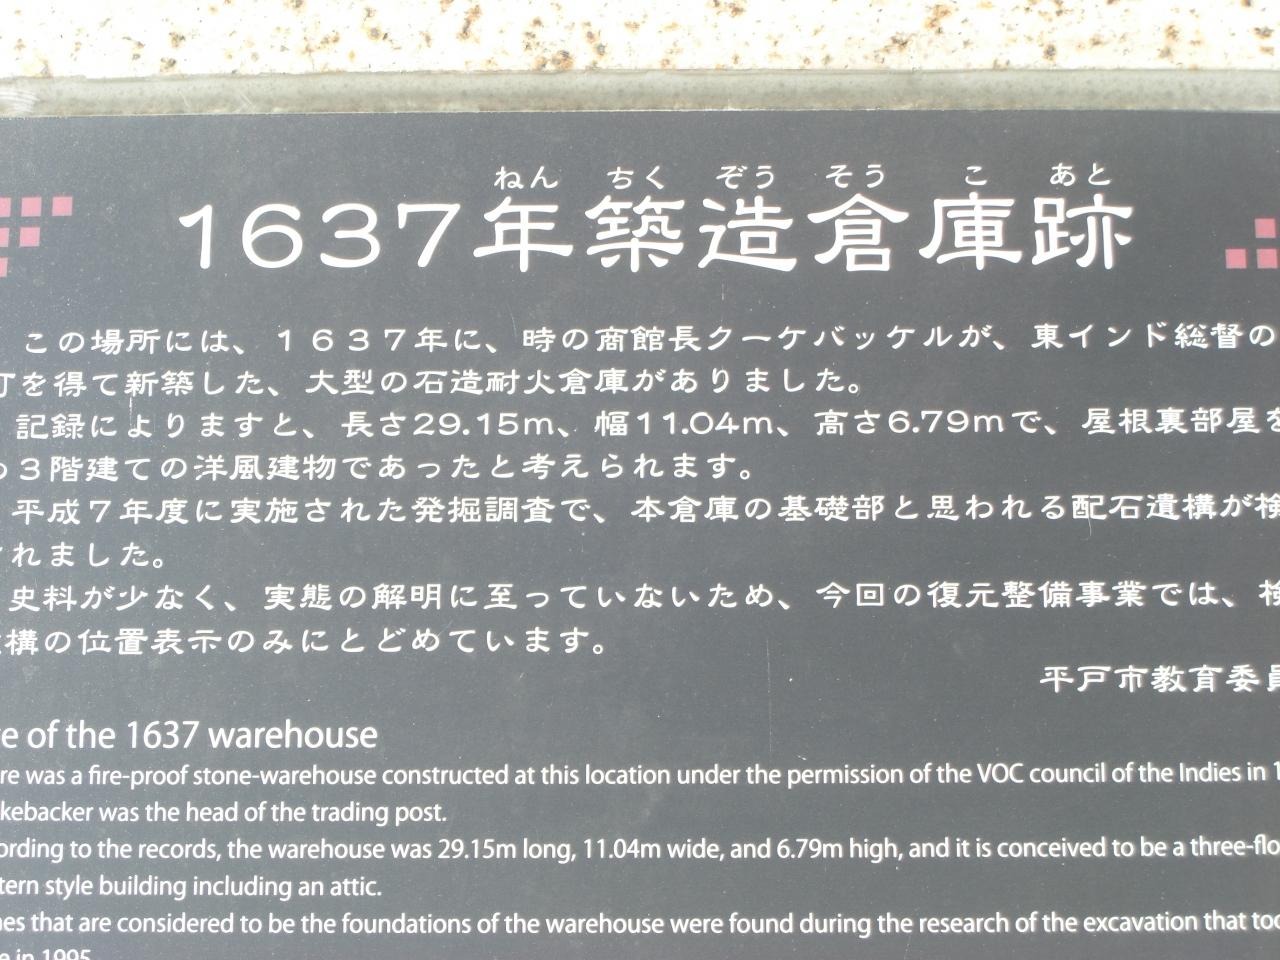 ねん ちく ぞう そう こ あと
1637年築造倉庫跡
この場所には、１６３７年に、時の商館長クーケバッケルが、東インド総督の
を得て新築した、大型の石造耐火倉庫がありました。
記録によりますと、長さ29.15m、幅11.04m、高さ6.79mで、屋根裏部屋を
３階建ての洋風建物であったと考えられます。
平成７年度に実施された発掘調査で、本倉庫の基礎部と思われる配石遺構が検
れました。
史料が少なく、実態の解明に至っていないため、今回の復元整備事業では、検
構の位置表示のみにとどめています。
平戸市教育委員
e of the 1637 warehouse
re was a fire-proof stone-warehouse constructed at this location under the permission of the VOC council of the Indies in 1
kebacker was the head of the trading post.
ording to the records, the warehouse was 29.15m long, 11.04m wide, and 6.79m high, and it is conceived to be a three-flo
tern style building including an attic.
nes that are considered to be the foundations of the warehouse were found during the research of the excavation that too
e in 1995